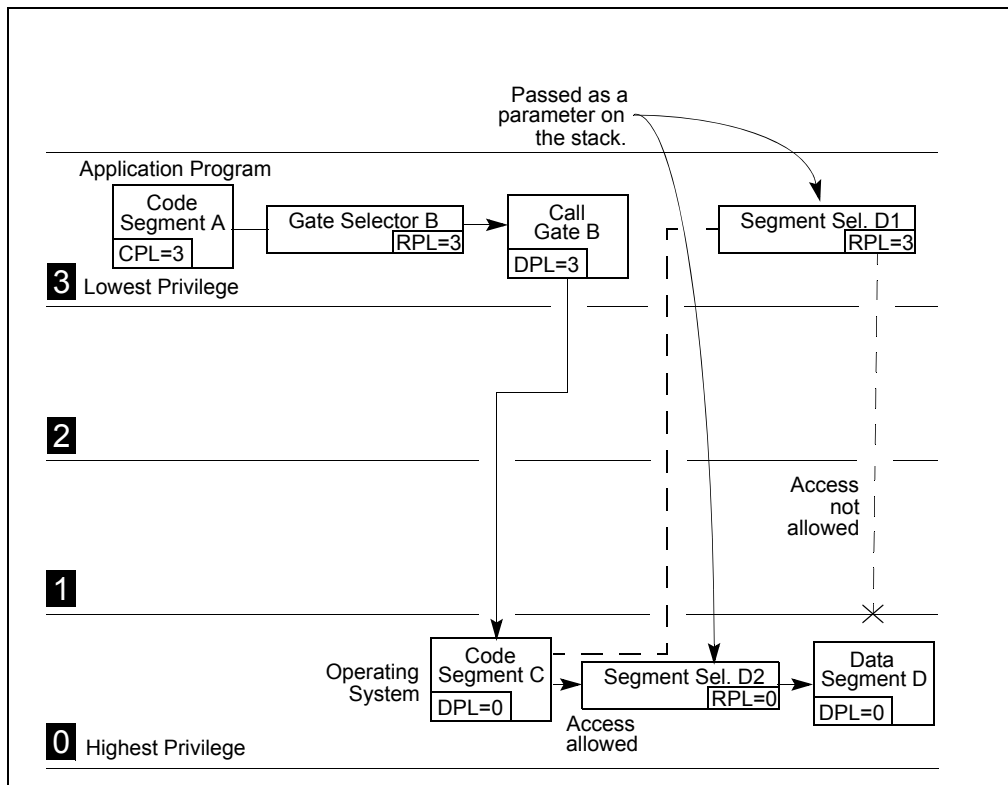 Passed as a
parameter on
the stack.
Application Program
Code
Segment A
CPL=3
Gate Selector B
RPL=3
Call
Gate B
DPL=3
Segment Sel. D1
RPL=3
3
Lowest Privilege
2
Access
not
allowed
1
Operating
System
Code
Segment C
DPL=0
Segment Sel. D2
RPL=0
Access
allowed
Data
Segment D
DPL=0
0
Highest Privilege